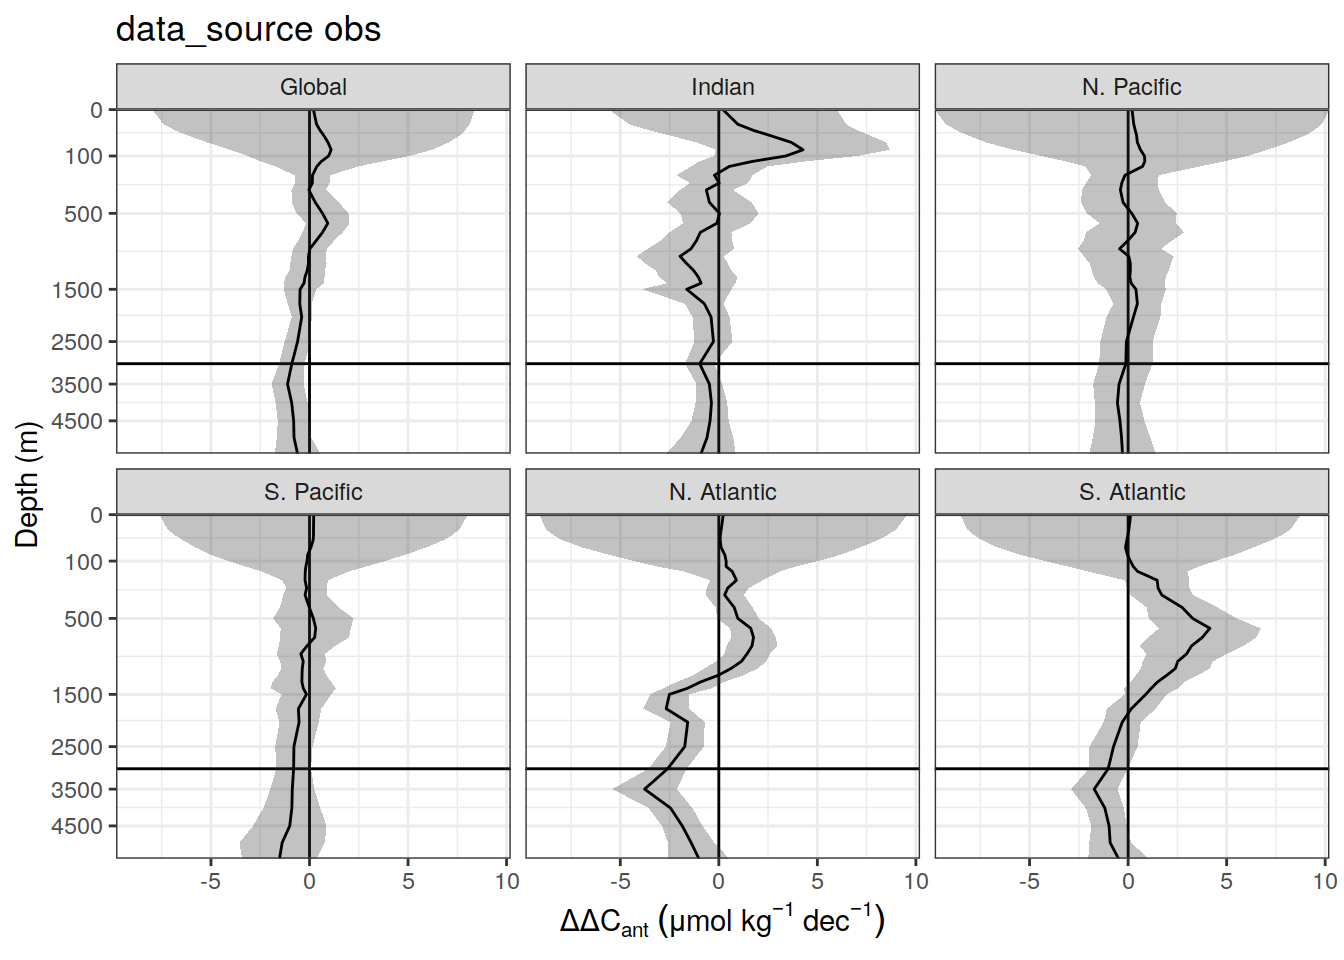 data_source obs
Global
Indian
N. Pacific
0
100
500
1500
2500
3500
4500
S. Pacific
N. Atlantic
S. Atlantic
0
100
500
1500
2500
3500
4500
Depth (m)
-5 0 5 10
-5 0 5 10
-5 0 5 10
ΔΔC_ant (μmol kg⁻¹ dec⁻¹)